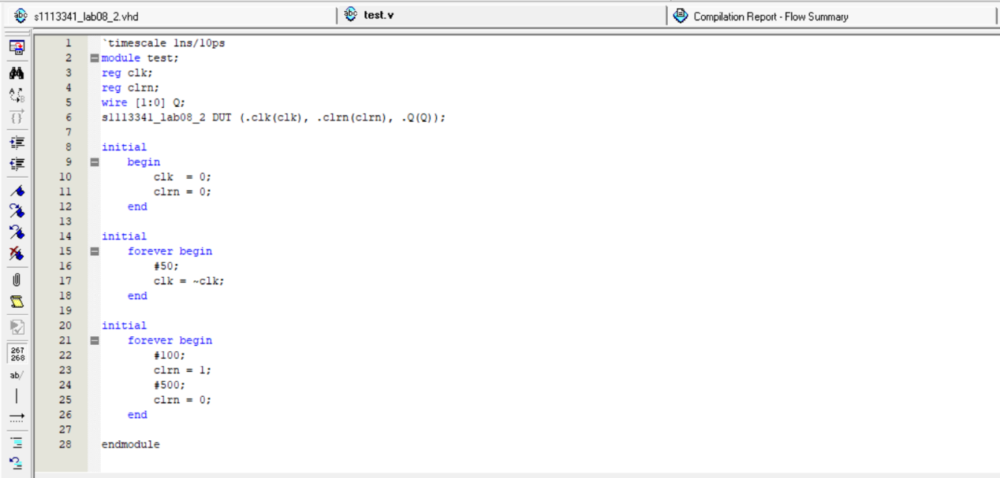 s1113341_lab08_2.vhd
test.v
Compilation Report - Flow Summary
1 `timescale 1ns/10ps
2 module test;
3 reg clk;
4 reg clrn;
5 wire [1:0] Q;
6 s1113341_lab08_2 DUT (.clk(clk), .clrn(clrn), .Q(Q));
7
8 initial
9 begin
10 clk  = 0;
11 clrn = 0;
12 end
13
14 initial
15 forever begin
16 #50;
17 clk = ~clk;
18 end
19
20 initial
21 forever begin
22 #100;
23 clrn = 1;
24 #500;
25 clrn = 0;
26 end
27
28 endmodule
267
268
ab/